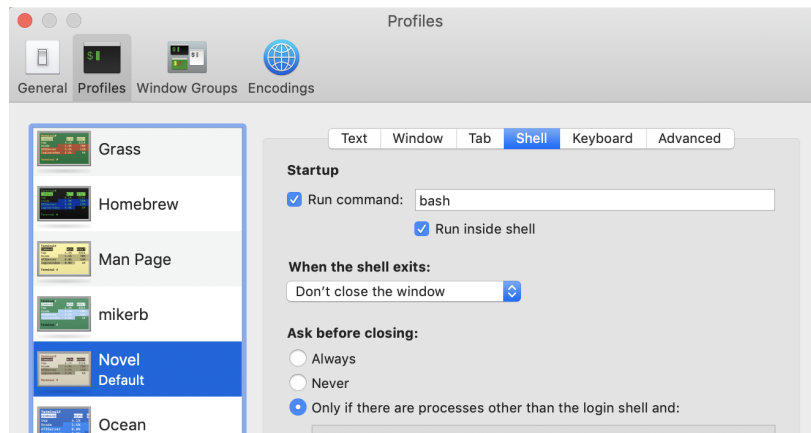 Profiles
General Profiles Window Groups Encodings
Text Window Tab Shell Keyboard Advanced
Grass
Homebrew
Man Page
mikerb
Novel
Default
Ocean
Startup
Run command: bash
Run inside shell
When the shell exits:
Don't close the window
Ask before closing:
Always
Never
Only if there are processes other than the login shell and: